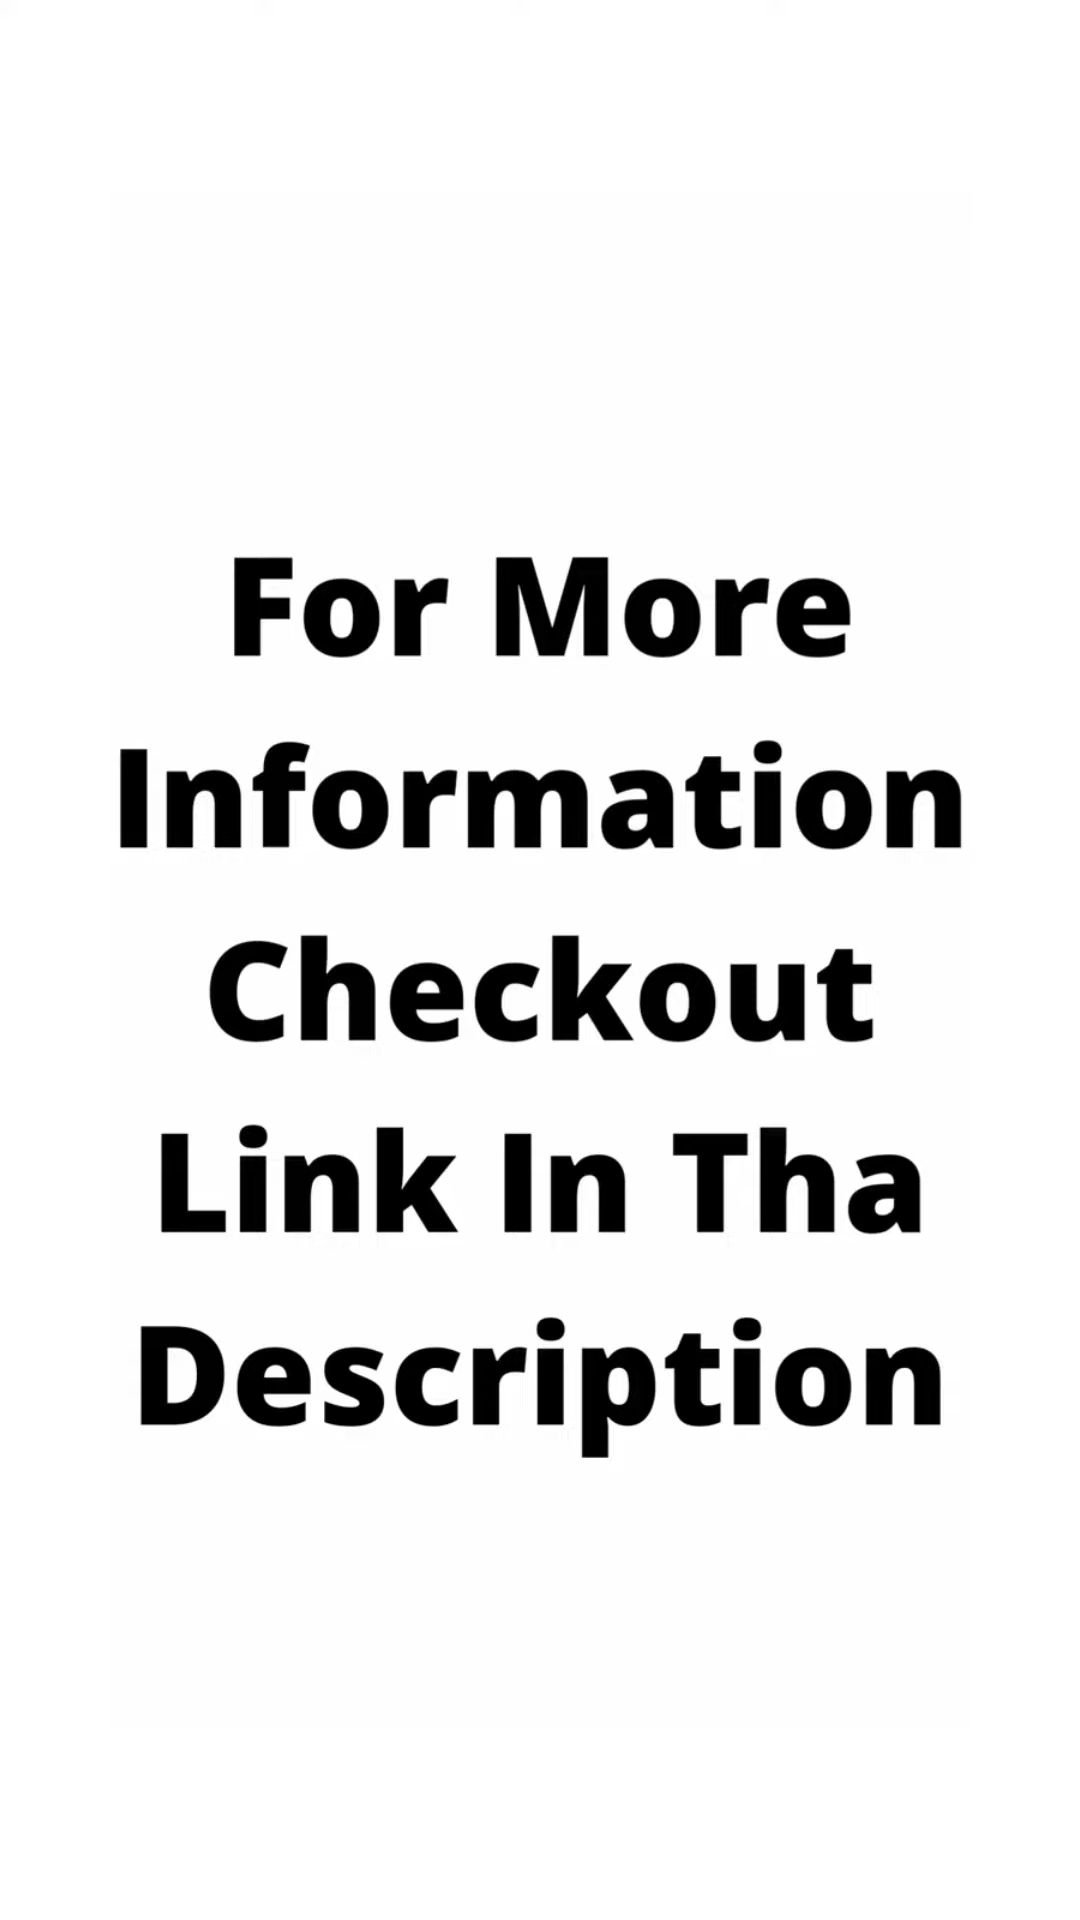 For More
Information
Checkout
Link In Tha
Description